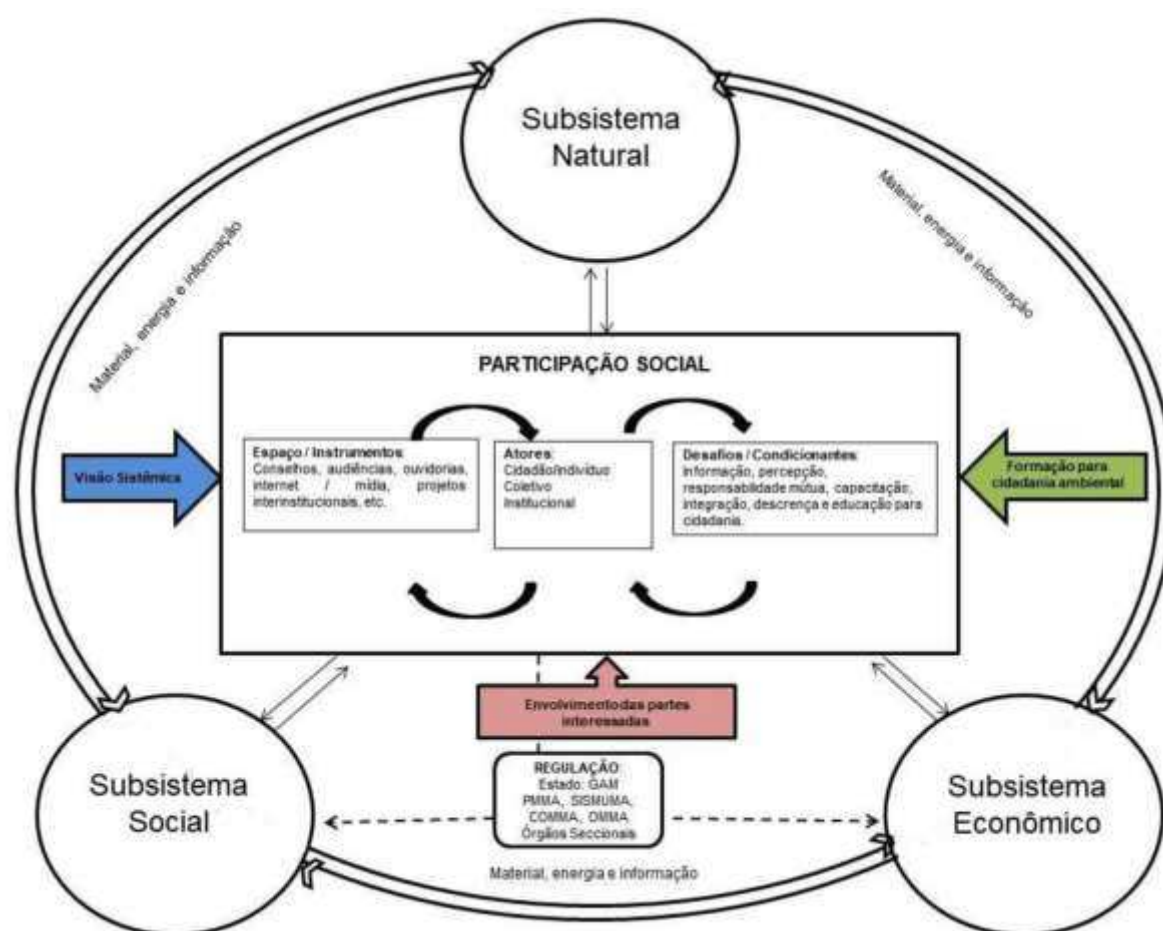 Subsistema
Natural
Material, energia e informação
Material, energia e informação
PARTICIPAÇÃO SOCIAL
Espaço / Instrumentos:
Conselhos, audiências, ouvidorias,
internet / mídia, projetos
interinstitucionais, etc.
Atores:
Cidadão/Indivíduo
Coletivo
Institucional
Desafios / Condicionantes:
Informação, percepção,
responsabilidade mútua, capacitação,
integração, descrença e educação para
cidadania.
Visão Sistêmica
Formação para
cidadania ambiental
Envolvimentodas partes
interessadas
REGULAÇÃO:
Estado: GAM
PMMA, SISMUMA,
COMMA, OMMA
Órgãos Seccionais
Subsistema
Social
Subsistema
Econômico
Material, energia e informação